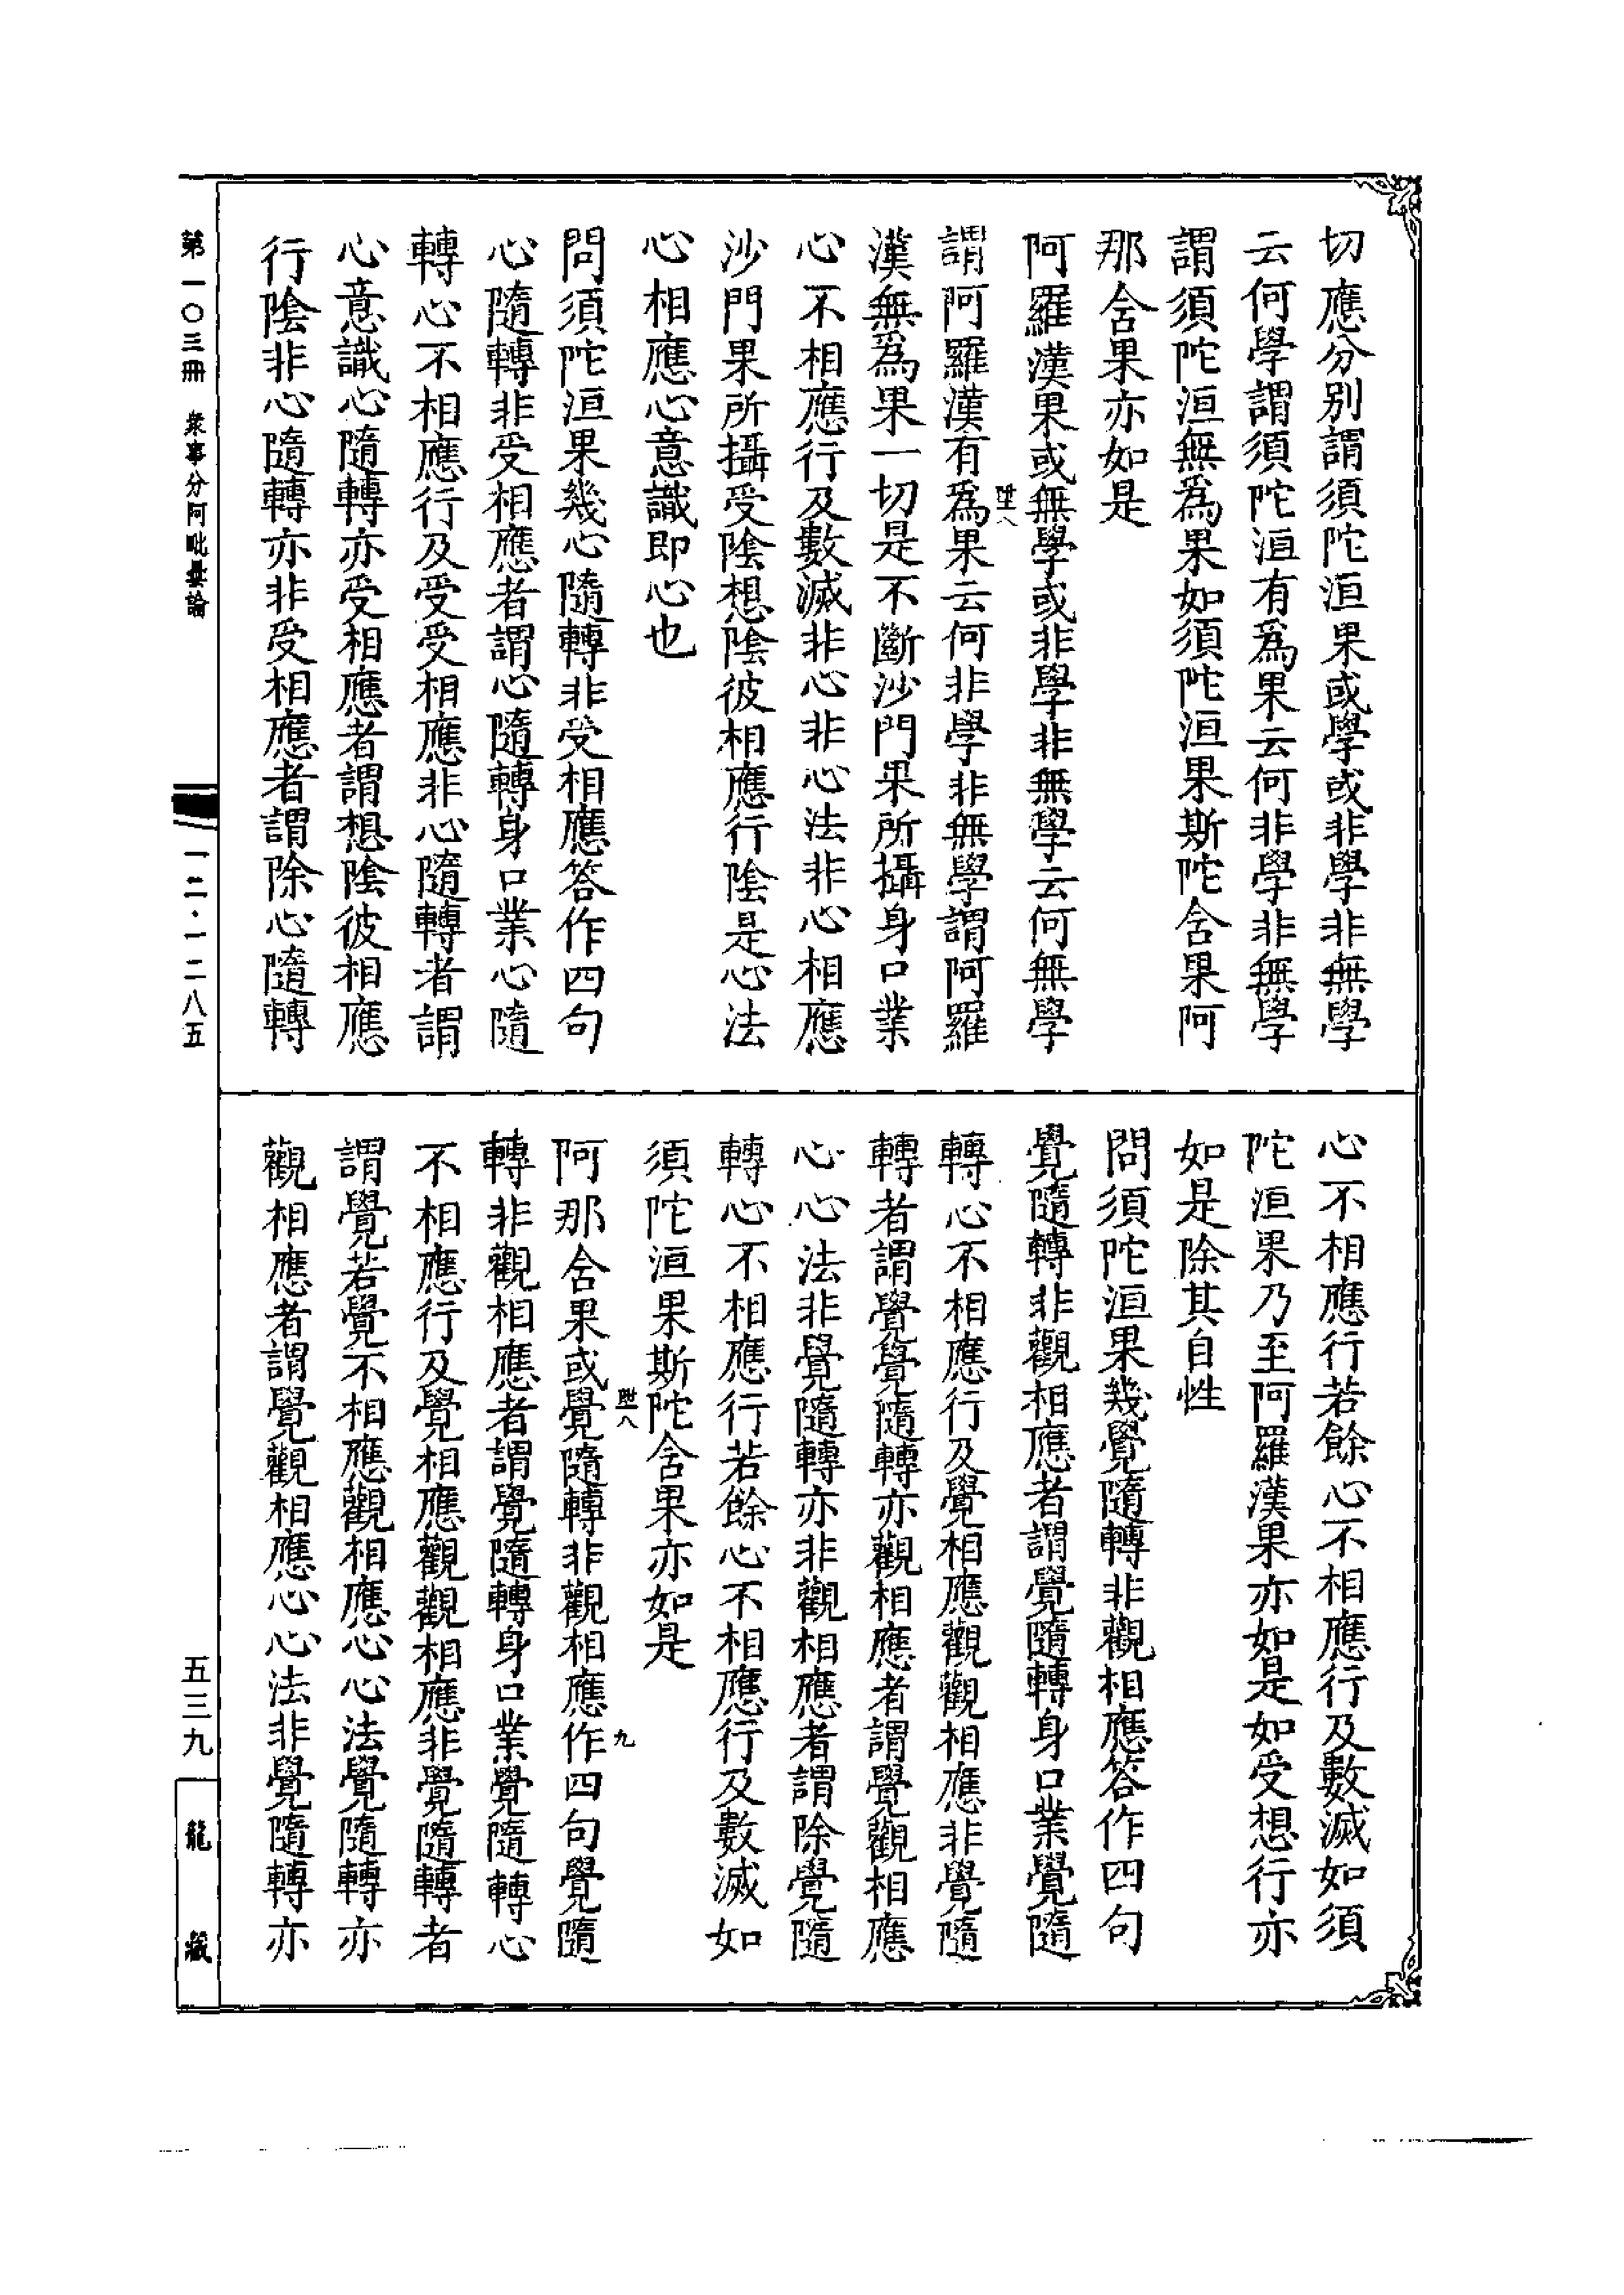 切應分別謂須陀洹果或學或非學非無學
云何學謂須陀洹有爲果云何非學非無學
謂須陀洹無爲果如須陀洹果斯陀含果阿
那含果亦如是
阿羅漢果或無學或非學非無學云何無學
謂阿羅漢有爲果云何非學非無學謂阿羅
漢無爲果一切是不斷沙門果所攝身口業
心不相應行及數滅非心非心法非心相應
沙門果所攝受陰想陰彼相應行陰是心法
心相應心意識即心也
問須陀洹果幾心隨轉非受相應答作四句
心隨轉非受相應者謂心隨轉身口業心隨
轉心不相應行及受受相應非心隨轉者謂
心意識心隨轉亦受相應者謂想陰彼相應
行陰非心隨轉亦非受相應者謂除心隨轉
心不相應行若餘心不相應行及數滅如須
陀洹果乃至阿羅漢果亦如是如受想行亦
如是除其自性
問須陀洹果幾覺隨轉非觀相應答作四句
覺隨轉非觀相應者謂覺隨轉身口業覺隨
轉心不相應行及覺相應觀觀相應非覺隨
轉者謂覺覺隨轉亦觀相應者謂覺觀相應
心心法非覺隨轉亦非觀相應者謂除覺隨
轉心不相應行若餘心不相應行及數滅如
須陀洹果斯陀含果亦如是
阿那含果或覺隨轉非觀相應作四句覺隨
轉非觀相應者謂覺隨轉身口業覺隨轉心
不相應行及覺相應觀觀相應非覺隨轉者
謂覺若覺不相應觀相應心心法覺隨轉亦
觀相應者謂覺觀相應心心法非覺隨轉亦
第一〇三冊 衆事分阿毗曇論
一二·一二八五
五三九
龍藏
八
八
九